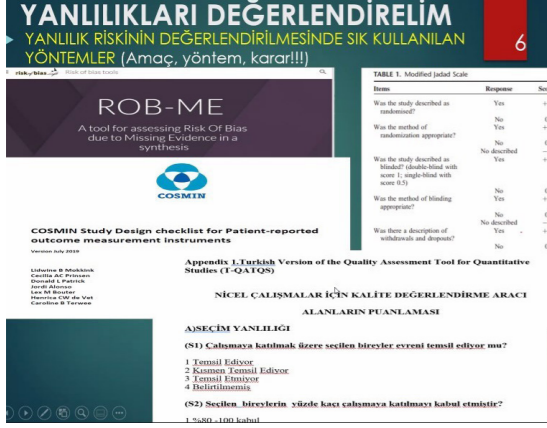 YANLILIKLARI DEĞERLENDİRELİM
YANLILIK RİSKİNİN DEĞERLENDİRİLMESİNDE SIK KULLANILAN
YÖNTEMLER (Amaç, yöntem, karar!!!)
6
Risk of bias tools
ROB-ME
A tool for assessing Risk Of Bias
due to Missing Evidence in a
synthesis
COSMIN
COSMIN Study Design checklist for Patient-reported
outcome measurement instruments
Version July 2019
Lidwine B Mokkink
Cecilia AC Prinsen
Donald L Patrick
Jordi Alonso
Lex M Bouter
Henrica CW de Vet
Caroline B Terwee
TABLE 1. Modified Jadad Scale
Items Response
Was the study described as Yes +
randomised?
No 0
Was the method of Yes +
randomization appropriate?
No 0
No described −
Was the study described as Yes +
blinded? (double-blind with
score 1; single-blind with
score 0.5)
No 0
Was the method of blinding Yes +
appropriate?
No 0
No described −
Was there a description of Yes +
withdrawals and dropouts?
No 0
Appendix 1.Turkish Version of the Quality Assessment Tool for Quantitative
Studies (T-QATQS)
NİCEL ÇALIŞMALAR İÇİN KALİTE DEĞERLENDİRME ARACI
ALANLARIN PUANLAMASI
A)SEÇİM YANLILIĞI
(S1) Çalışmaya katılmak üzere seçilen bireyler evreni temsil ediyor mu?
1 Temsil Ediyor
2 Kısmen Temsil Ediyor
3 Temsil Etmiyor
4 Belirtilmemiş
(S2) Seçilen bireylerin yüzde kaçı çalışmaya katılmayı kabul etmiştir?
1 %80 -100 kabul